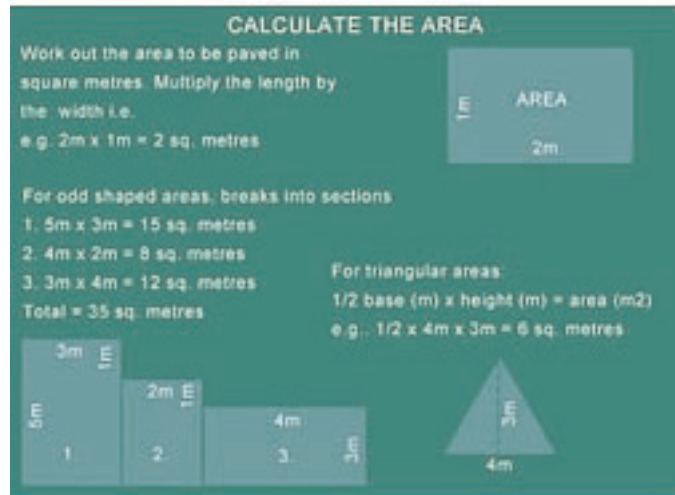 CALCULATE THE AREA
Work out the area to be paved in
square metres. Multiply the length by
the width i.e.
e.g. 2m x 1m = 2 sq. metres
1m
AREA
2m
For odd shaped areas, breaks into sections
1. 5m x 3m = 15 sq. metres
2. 4m x 2m = 8 sq. metres
3. 3m x 4m = 12 sq. metres
Total = 35 sq. metres
For triangular areas:
1/2 base (m) x height (m) = area (m2)
e.g.. 1/2 x 4m x 3m = 6 sq. metres
3m
1m
5m
1
2m
1m
2.
4m
3.
3m
3m
4m